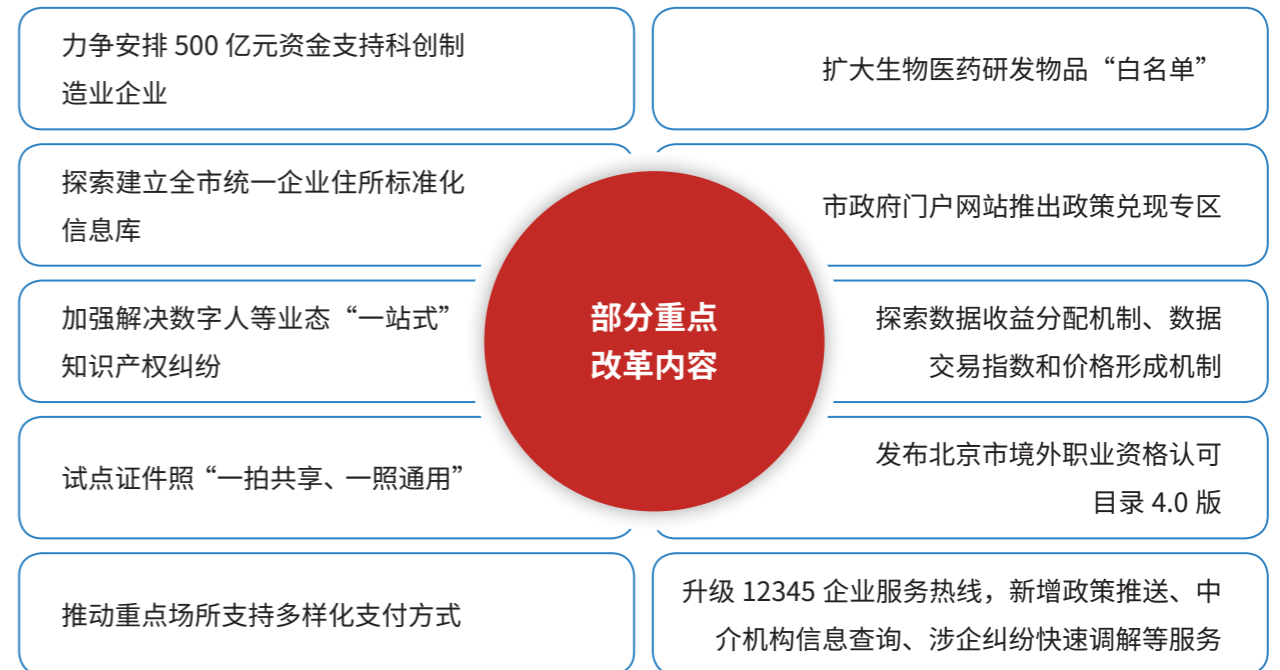 力争安排 500 亿元资金支持科创制
造业企业
扩大生物医药研发物品“白名单”
探索建立全市统一企业住所标准化
信息库
市政府门户网站推出政策兑现专区
部分重点
改革内容
加强解决数字人等业态“一站式”
知识产权纠纷
探索数据收益分配机制、数据
交易指数和价格形成机制
试点证件照“一拍共享、一照通用”
发布北京市境外职业资格认可
目录 4.0 版
推动重点场所支持多样化支付方式
升级 12345 企业服务热线，新增政策推送、中
介机构信息查询、涉企纠纷快速调解等服务